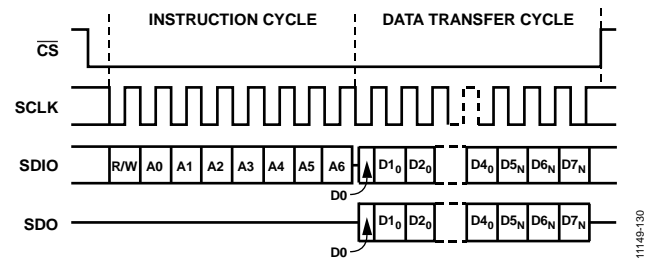 INSTRUCTION CYCLE DATA TRANSFER CYCLE
CS
SCLK
SDIO R/W A0 A1 A2 A3 A4 A5 A6 D10 D20 D40 D5N D6N D7N
D0
SDO D10 D20 D40 D5N D6N D7N
D0
11149-130